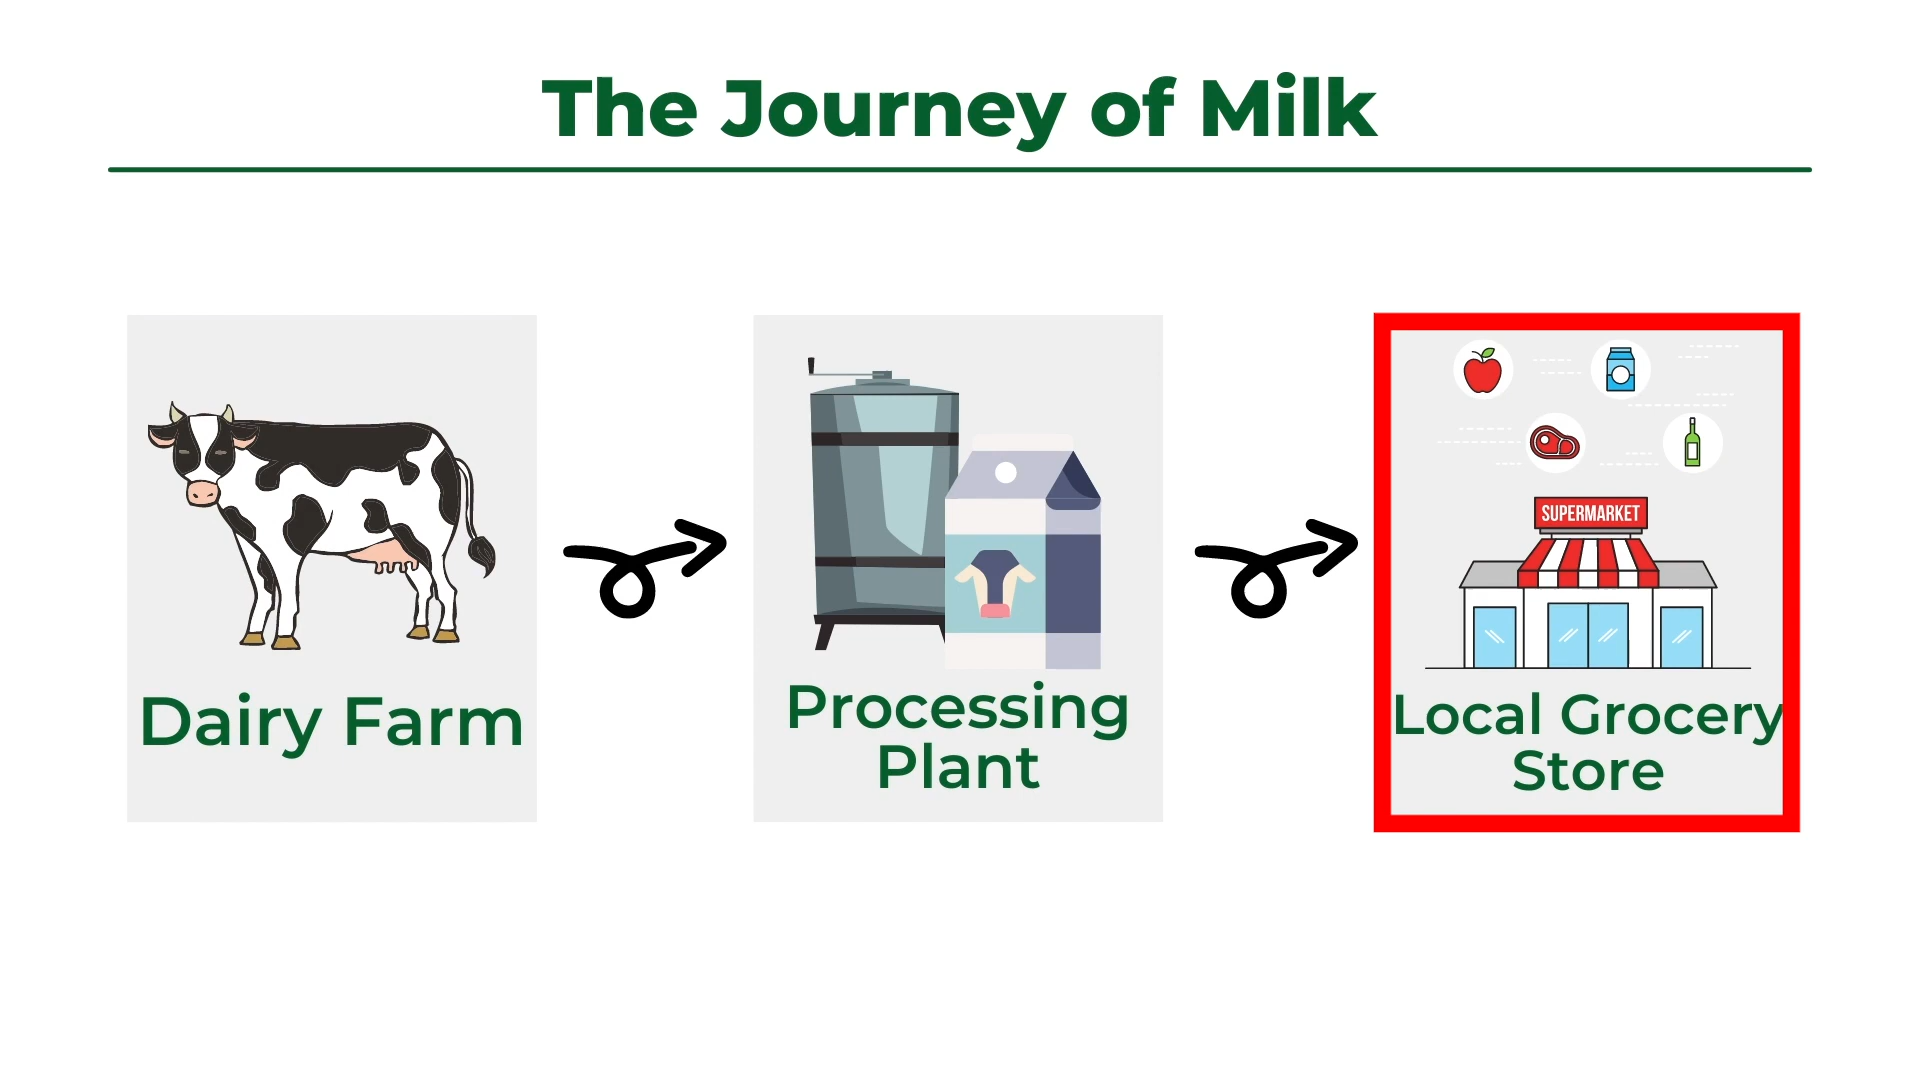 The Journey of Milk
Dairy Farm
Processing
Plant
SUPERMARKET
Local Grocery
Store